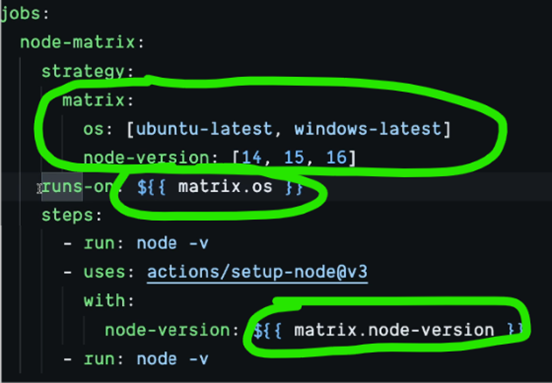 jobs:
node-matrix:
strategy:
matrix:
os: [ubuntu-latest, windows-latest]
node-version: [14, 15, 16]
runs-on: ${{ matrix.os }}
steps:
- run: node -v
- uses: actions/setup-node@v3
with:
node-version: ${{ matrix.node-version }}
- run: node -v